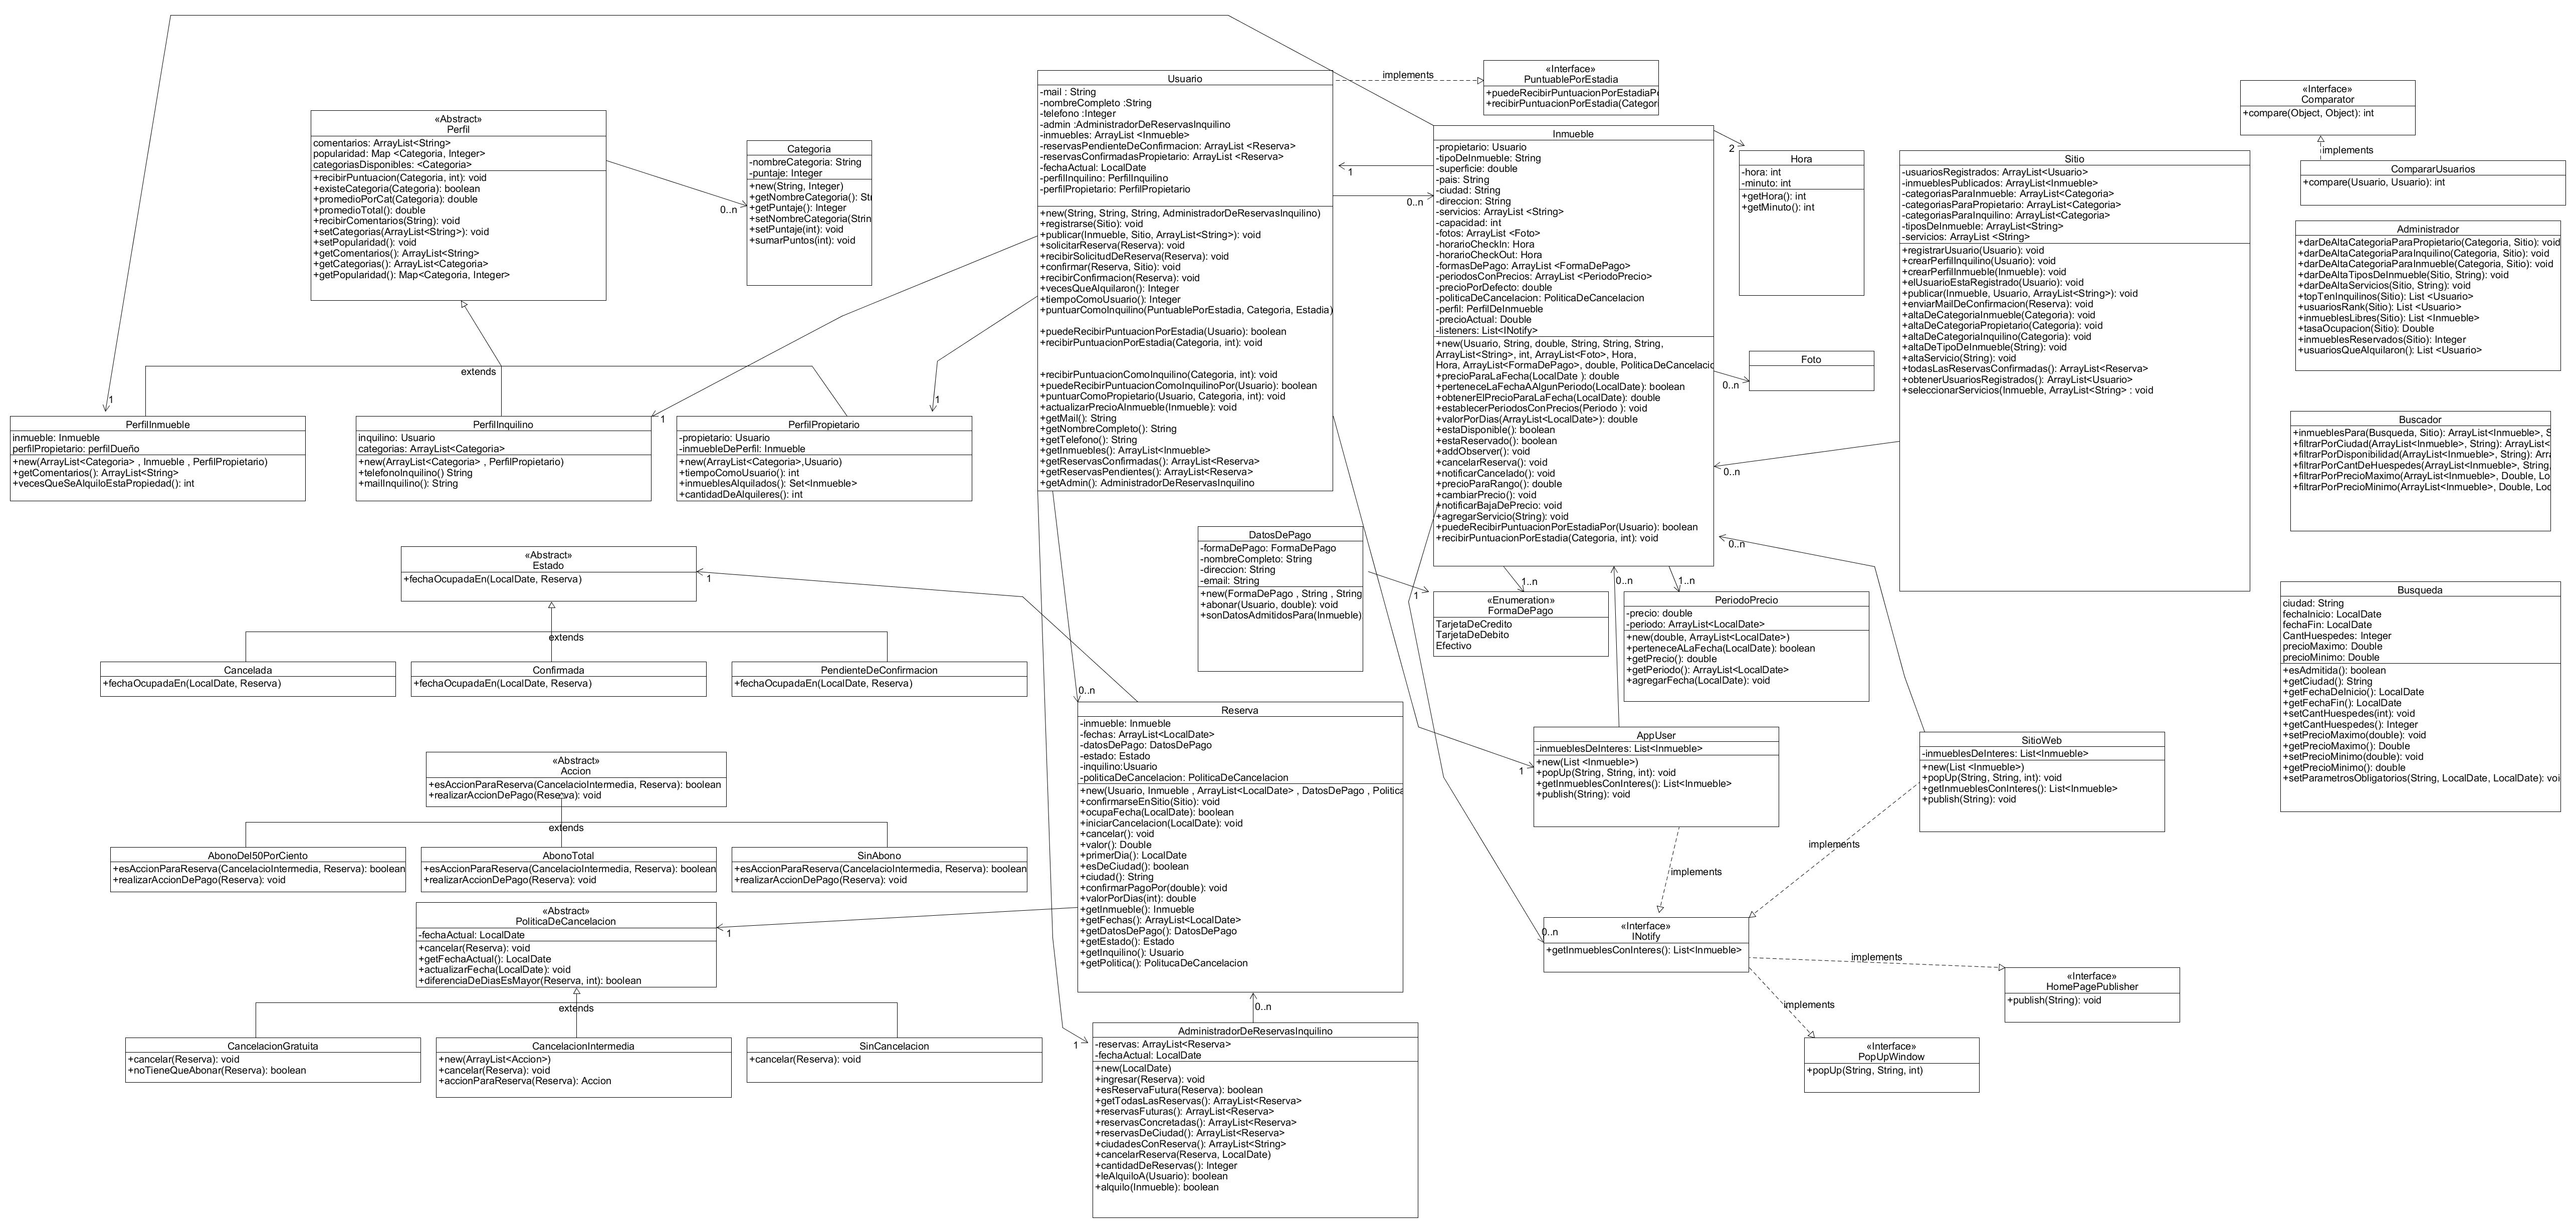 Usuario
-mail : String
-nombreCompleto :String
-telefono :Integer
-admin :AdministradorDeReservasInquilino
-inmuebles: ArrayList <Inmueble>
-reservasPendienteDeConfirmacion: ArrayList <Reserva>
-reservasConfirmadasPropietario: ArrayList <Reserva>
-fechaActual: LocalDate
-perfilInquilino: PerfilInquilino
-perfilPropietario: PerfilPropietario
+new(String, String, String, AdministradorDeReservasInquilino)
+registrarse(Sitio): void
+publicar(Inmueble, Sitio, ArrayList<String>): void
+solicitarReserva(Reserva): void
+recibirSolicitudDeReserva(Reserva): void
+confirmar(Reserva, Sitio): void
+recibirConfirmacion(Reserva): void
+vecesQueAlquilaron(): Integer
+tiempoComoUsuario(): Integer
+puntuarComoInquilino(PuntuablePorEstadia, Categoria, Estadia)
+puedeRecibirPuntuacionPorEstadia(Usuario): boolean
+recibirPuntuacionPorEstadia(Categoria, int): void
+recibirPuntuacionComoInquilino(Categoria, int): void
+puedeRecibirPuntuacionComoInquilinoPor(Usuario): boolean
+puntuarComoPropietario(Usuario, Categoria, int): void
+actualizarPrecioAInmueble(Inmueble): void
+getMail(): String
+getNombreCompleto(): String
+getTelefono(): String
+getInmuebles(): ArrayList<Inmueble>
+getReservasConfirmadas(): ArrayList<Reserva>
+getReservasPendientes(): ArrayList<Reserva>
+getAdmin(): AdministradorDeReservasInquilino
implements
«Interface»
PuntuablePorEstadia
+puedeRecibirPuntuacionPorEstadiaP
+recibirPuntuacionPorEstadia(Categor
«Interface»
Comparator
+compare(Object, Object): int
implements
CompararUsuarios
+compare(Usuario, Usuario): int
«Abstract»
Perfil
comentarios: ArrayList<String>
popularidad: Map <Categoria, Integer>
categoriasDisponibles: <Categoria>
+recibirPuntuacion(Categoria, int): void
+existeCategoria(Categoria): boolean
+promedioPorCat(Categoria): double
+promedioTotal(): double
+recibirComentarios(String): void
+setCategorias(ArrayList<String>): void
+setPopularidad(): void
+getComentarios(): ArrayList<String>
+getCategorias(): ArrayList<Categoria>
+getPopularidad(): Map<Categoria, Integer>
Categoria
-nombreCategoria: String
-puntaje: Integer
+new(String, Integer)
+getNombreCategoria(): St
+getPuntaje(): Integer
+setNombreCategoria(Strin
+setPuntaje(int): void
+sumarPuntos(int): void
0..n
Inmueble
-propietario: Usuario
-tipoDeInmueble: String
-superficie: double
-pais: String
-ciudad: String
-direccion: String
-servicios: ArrayList <String>
-capacidad: int
-fotos: ArrayList <Foto>
-horarioCheckIn: Hora
-horarioCheckOut: Hora
-formasDePago: ArrayList <FormaDePago>
-periodosConPrecios: ArrayList <PeriodoPrecio>
-precioPorDefecto: double
-politicaDeCancelacion: PoliticaDeCancelacion
-perfil: PerfilDeInmueble
-precioActual: Double
-listeners: List<INotify>
+new(Usuario, String, double, String, String, String,
ArrayList<String>, int, ArrayList<Foto>, Hora,
Hora, ArrayList<FormaDePago>, double, PoliticaDeCancelacio
+precioParaLaFecha(LocalDate ): double
+perteneceLaFechaAAlgunPeriodo(LocalDate): boolean
+obtenerElPrecioParaLaFecha(LocalDate): double
+establecerPeriodosConPrecios(Periodo ): void
+valorPorDias(ArrayList<LocalDate>): double
+estaDisponible(): boolean
+estaReservado(): boolean
+addObserver(): void
+cancelarReserva(): void
+notificarCancelado(): void
+precioParaRango(): double
+cambiarPrecio(): void
+notificarBajaDePrecio: void
+agregarServicio(String): void
+puedeRecibirPuntuacionPorEstadiaPor(Usuario): boolean
+recibirPuntuacionPorEstadia(Categoria, int): void
1
0..n
2
Hora
-hora: int
-minuto: int
+getHora(): int
+getMinuto(): int
Foto
0..n
Sitio
-usuariosRegistrados: ArrayList<Usuario>
-inmueblesPublicados: ArrayList<Inmueble>
-categoriasParaInmueble: ArrayList<Categoria>
-categoriasParaPropietario: ArrayList<Categoria>
-categoriasParaInquilino: ArrayList<Categoria>
-tiposDeInmueble: ArrayList<String>
-servicios: ArrayList <String>
+registrarUsuario(Usuario): void
+crearPerfilInquilino(Usuario): void
+crearPerfilInmueble(Inmueble): void
+elUsuarioEstaRegistrado(Usuario): void
+publicar(Inmueble, Usuario, ArrayList<String>): void
+enviarMailDeConfirmacion(Reserva): void
+altaDeCategoriaInmueble(Categoria): void
+altaDeCategoriaPropietario(Categoria): void
+altaDeCategoriaInquilino(Categoria): void
+altaDeTipoDeInmueble(String): void
+altaServicio(String): void
+todasLasReservasConfirmadas(): ArrayList<Reserva>
+obtenerUsuariosRegistrados(): ArrayList<Usuario>
+seleccionarServicios(Inmueble, ArrayList<String> : void
0..n
Administrador
+darDeAltaCategoriaParaPropietario(Categoria, Sitio): void
+darDeAltaCategoriaParaInquilino(Categoria, Sitio): void
+darDeAltaCategoriaParaInmueble(Categoria, Sitio): void
+darDeAltaTiposDeInmueble(Sitio, String): void
+darDeAltaServicios(Sitio, String): void
+topTenInquilinos(Sitio): List <Usuario>
+usuariosRank(Sitio): List <Usuario>
+inmueblesLibres(Sitio): List <Inmueble>
+tasaOcupacion(Sitio): Double
+inmueblesReservados(Sitio): Integer
+usuariosQueAlquilaron(): List <Usuario>
Buscador
+inmueblesPara(Busqueda, Sitio): ArrayList<Inmueble>, S
+filtrarPorCiudad(ArrayList<Inmueble>, String): ArrayList<
+filtrarPorDisponibilidad(ArrayList<Inmueble>, String): Arra
+filtrarPorCantDeHuespedes(ArrayList<Inmueble>, String,
+filtrarPorPrecioMaximo(ArrayList<Inmueble>, Double, Lo
+filtrarPorPrecioMinimo(ArrayList<Inmueble>, Double, Loc
extends
1
PerfilInmueble
inmueble: Inmueble
perfilPropietario: perfilDueño
+new(ArrayList<Categoria> , Inmueble , PerfilPropietario)
+getComentarios(): ArrayList<String>
+vecesQueSeAlquiloEstaPropiedad(): int
PerfilInquilino
inquilino: Usuario
categorias: ArrayList<Categoria>
+new(ArrayList<Categoria> , PerfilPropietario)
+telefonoInquilino() String
+mailInquilino(): String
1
PerfilPropietario
-propietario: Usuario
-inmuebleDePerfil: Inmueble
+new(ArrayList<Categoria>,Usuario)
+tiempoComoUsuario(): int
+inmueblesAlquilados(): Set<Inmueble>
+cantidadDeAlquileres(): int
1
DatosDePago
-formaDePago: FormaDePago
-nombreCompleto: String
-direccion: String
-email: String
+new(FormaDePago , String , String
+abonar(Usuario, double): void
+sonDatosAdmitidosPara(Inmueble)
1
1..n
«Enumeration»
FormaDePago
TarjetaDeCredito
TarjetaDeDebito
Efectivo
0..n
1..n
PeriodoPrecio
-precio: double
-periodo: ArrayList<LocalDate>
+new(double, ArrayList<LocalDate>)
+perteneceALaFecha(LocalDate): boolean
+getPrecio(): double
+getPeriodo(): ArrayList<LocalDate>
+agregarFecha(LocalDate): void
0..n
Busqueda
ciudad: String
fechaInicio: LocalDate
fechaFin: LocalDate
CantHuespedes: Integer
precioMaximo: Double
precioMinimo: Double
+esAdmitida(): boolean
+getCiudad(): String
+getFechaDeInicio(): LocalDate
+getFechaFin(): LocalDate
+setCantHuespedes(int): void
+getCantHuespedes(): Integer
+setPrecioMaximo(double): void
+getPrecioMaximo(): Double
+setPrecioMinimo(double): void
+getPrecioMinimo(): double
+setParametrosObligatorios(String, LocalDate, LocalDate): voi
«Abstract»
Estado
+fechaOcupadaEn(LocalDate, Reserva)
1
extends
Cancelada
+fechaOcupadaEn(LocalDate, Reserva)
Confirmada
+fechaOcupadaEn(LocalDate, Reserva)
PendienteDeConfirmacion
+fechaOcupadaEn(LocalDate, Reserva)
0..n
Reserva
-inmueble: Inmueble
-fechas: ArrayList<LocalDate>
-datosDePago: DatosDePago
-estado: Estado
-inquilino:Usuario
-politicaDeCancelacion: PoliticaDeCancelacion
+new(Usuario, Inmueble , ArrayList<LocalDate> , DatosDePago , Politica
+confirmarseEnSitio(Sitio): void
+ocupaFecha(LocalDate): boolean
+iniciarCancelacion(LocalDate): void
+cancelar(): void
+valor(): Double
+primerDia(): LocalDate
+esDeCiudad(): boolean
+ciudad(): String
+confirmarPagoPor(double): void
+valorPorDias(int): double
+getInmueble(): Inmueble
+getFechas(): ArrayList<LocalDate>
+getDatosDePago(): DatosDePago
+getEstado(): Estado
+getInquilino(): Usuario
+getPolitica(): PolitucaDeCancelacion
1
AppUser
-inmueblesDeInteres: List<Inmueble>
+new(List <Inmueble>)
+popUp(String, String, int): void
+getInmueblesConInteres(): List<Inmueble>
+publish(String): void
SitioWeb
-inmueblesDeInteres: List<Inmueble>
+new(List <Inmueble>)
+popUp(String, String, int): void
+getInmueblesConInteres(): List<Inmueble>
+publish(String): void
«Abstract»
Accion
+esAccionParaReserva(CancelacioIntermedia, Reserva): boolean
+realizarAccionDePago(Reserva): void
extends
AbonoDel50PorCiento
+esAccionParaReserva(CancelacioIntermedia, Reserva): boolean
+realizarAccionDePago(Reserva): void
AbonoTotal
+esAccionParaReserva(CancelacioIntermedia, Reserva): boolean
+realizarAccionDePago(Reserva): void
SinAbono
+esAccionParaReserva(CancelacioIntermedia, Reserva): boolean
+realizarAccionDePago(Reserva): void
implements
implements
«Abstract»
PoliticaDeCancelacion
-fechaActual: LocalDate
+cancelar(Reserva): void
+getFechaActual(): LocalDate
+actualizarFecha(LocalDate): void
+diferenciaDeDiasEsMayor(Reserva, int): boolean
1
extends
CancelacionGratuita
+cancelar(Reserva): void
+noTieneQueAbonar(Reserva): boolean
CancelacionIntermedia
+new(ArrayList<Accion>)
+cancelar(Reserva): void
+accionParaReserva(Reserva): Accion
SinCancelacion
+cancelar(Reserva): void
0..n
«Interface»
INotify
+getInmueblesConInteres(): List<Inmueble>
implements
«Interface»
HomePagePublisher
+publish(String): void
implements
«Interface»
PopUpWindow
+popUp(String, String, int)
0..n
1
AdministradorDeReservasInquilino
-reservas: ArrayList<Reserva>
-fechaActual: LocalDate
+new(LocalDate)
+ingresar(Reserva): void
+esReservaFutura(Reserva): boolean
+getTodasLasReservas(): ArrayList<Reserva>
+reservasFuturas(): ArrayList<Reserva>
+reservasConcretadas(): ArrayList<Reserva>
+reservasDeCiudad(): ArrayList<Reserva>
+ciudadesConReserva(): ArrayList<String>
+cancelarReserva(Reserva, LocalDate)
+cantidadDeReservas(): Integer
+leAlquiloA(Usuario): boolean
+alquilo(Inmueble): boolean